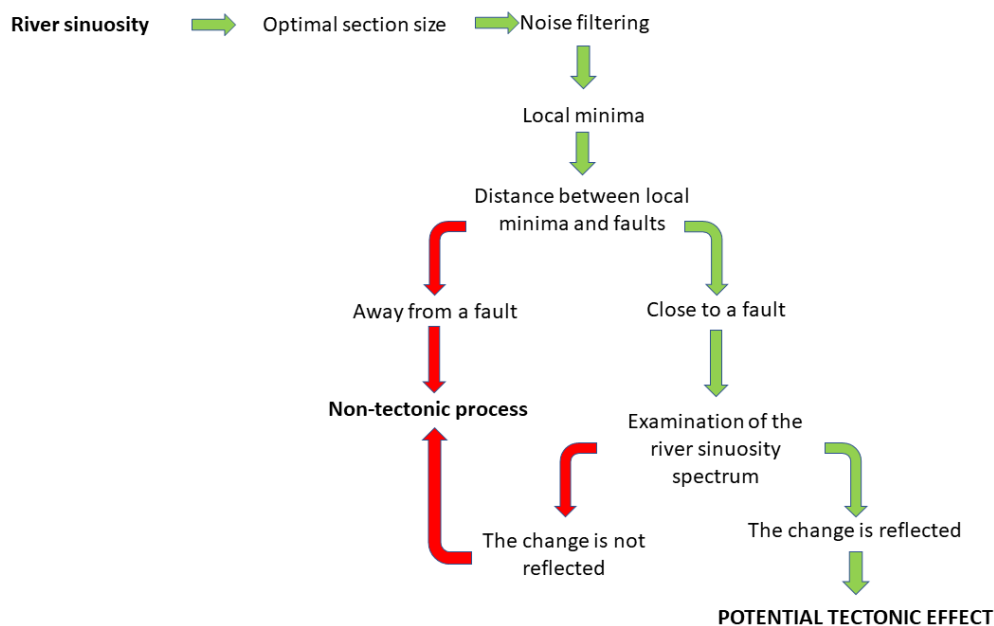 River sinuosity
Optimal section size
Noise filtering
Local minima
Distance between local
minima and faults
Away from a fault
Close to a fault
Non-tectonic process
Examination of the
river sinuosity
spectrum
The change is not
reflected
The change is reflected
POTENTIAL TECTONIC EFFECT